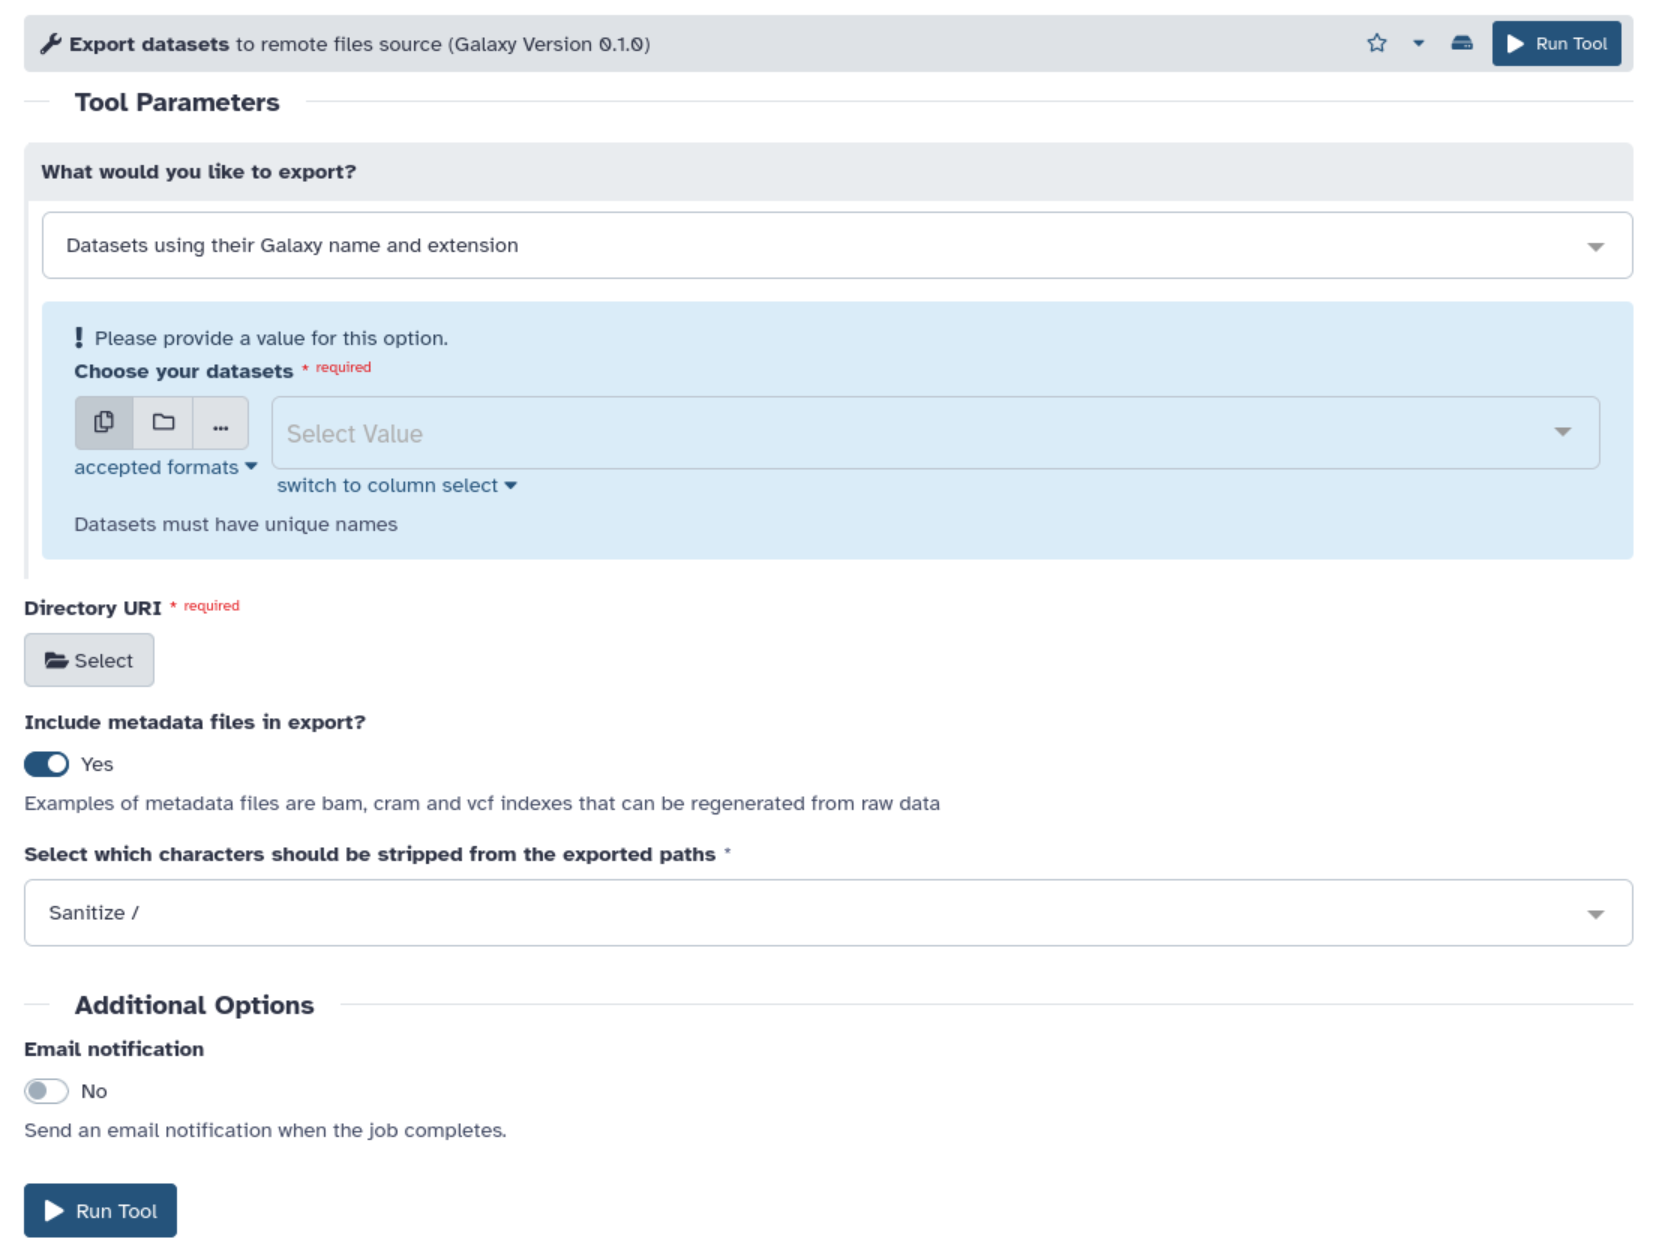 Export datasets to remote files source (Galaxy Version 0.1.0)
Run Tool
Tool Parameters
What would you like to export?
Datasets using their Galaxy name and extension
Please provide a value for this option.
Choose your datasets * required
...
Select Value
accepted formats
switch to column select
Datasets must have unique names
Directory URI * required
Select
Include metadata files in export?
Yes
Examples of metadata files are bam, cram and vcf indexes that can be regenerated from raw data
Select which characters should be stripped from the exported paths *
Sanitize /
Additional Options
Email notification
No
Send an email notification when the job completes.
Run Tool